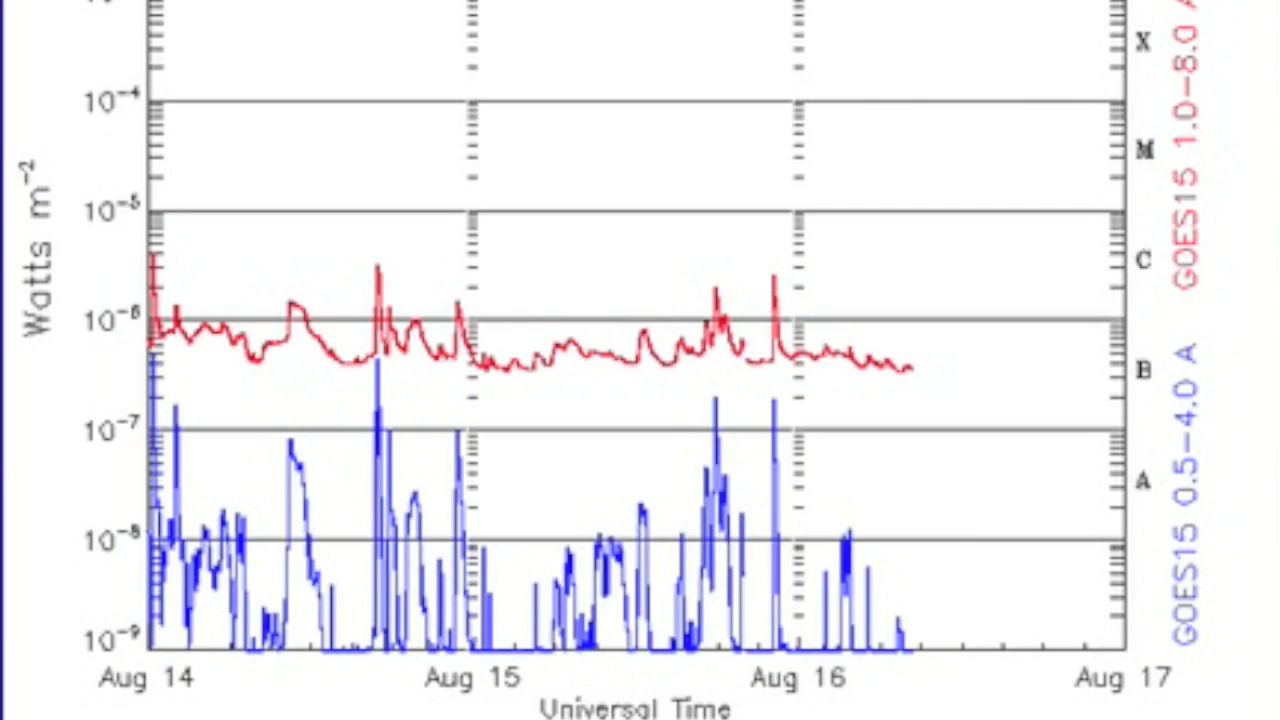 X
10⁻⁴
M
10⁻⁵
C
10⁻⁶
B
10⁻⁷
A
10⁻⁸
10⁻⁹
Watts m⁻²
GOES15 1.0-8.0 A
GOES15 0.5-4.0 A
Aug 14 Aug 15 Aug 16 Aug 17
Universal Time